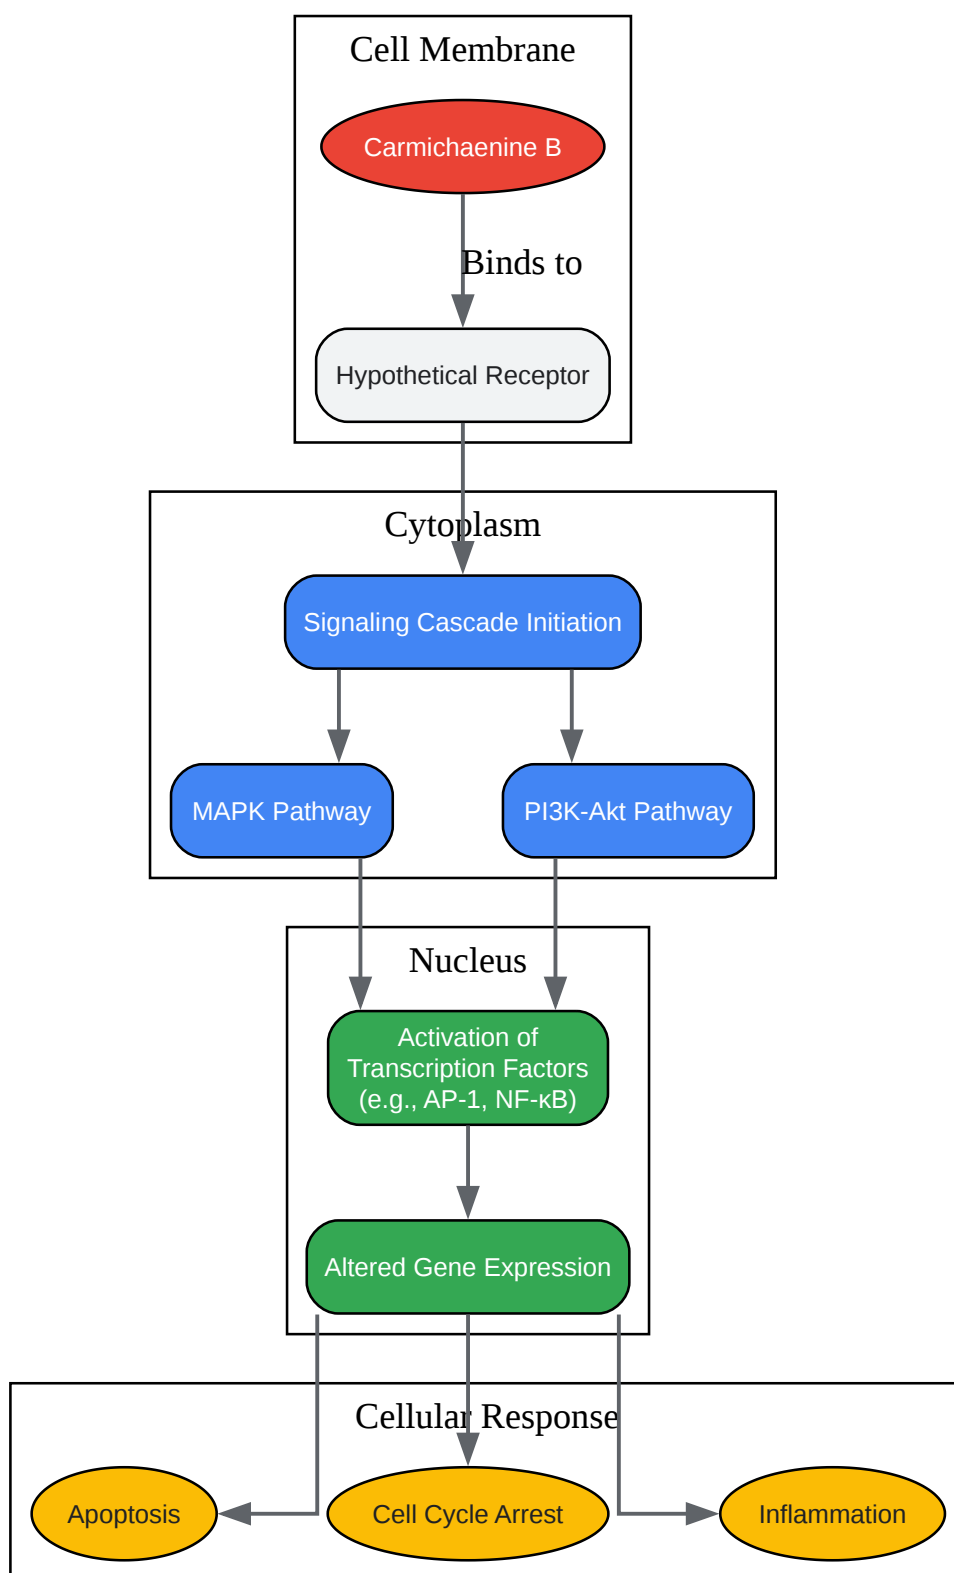 Cell Membrane
Carmichaenine B
Binds to
Hypothetical Receptor
Cytoplasm
Signaling Cascade Initiation
MAPK Pathway
PI3K-Akt Pathway
Nucleus
Activation of
Transcription Factors
(e.g., AP-1, NF-κB)
Altered Gene Expression
Cellular Response
Apoptosis
Cell Cycle Arrest
Inflammation